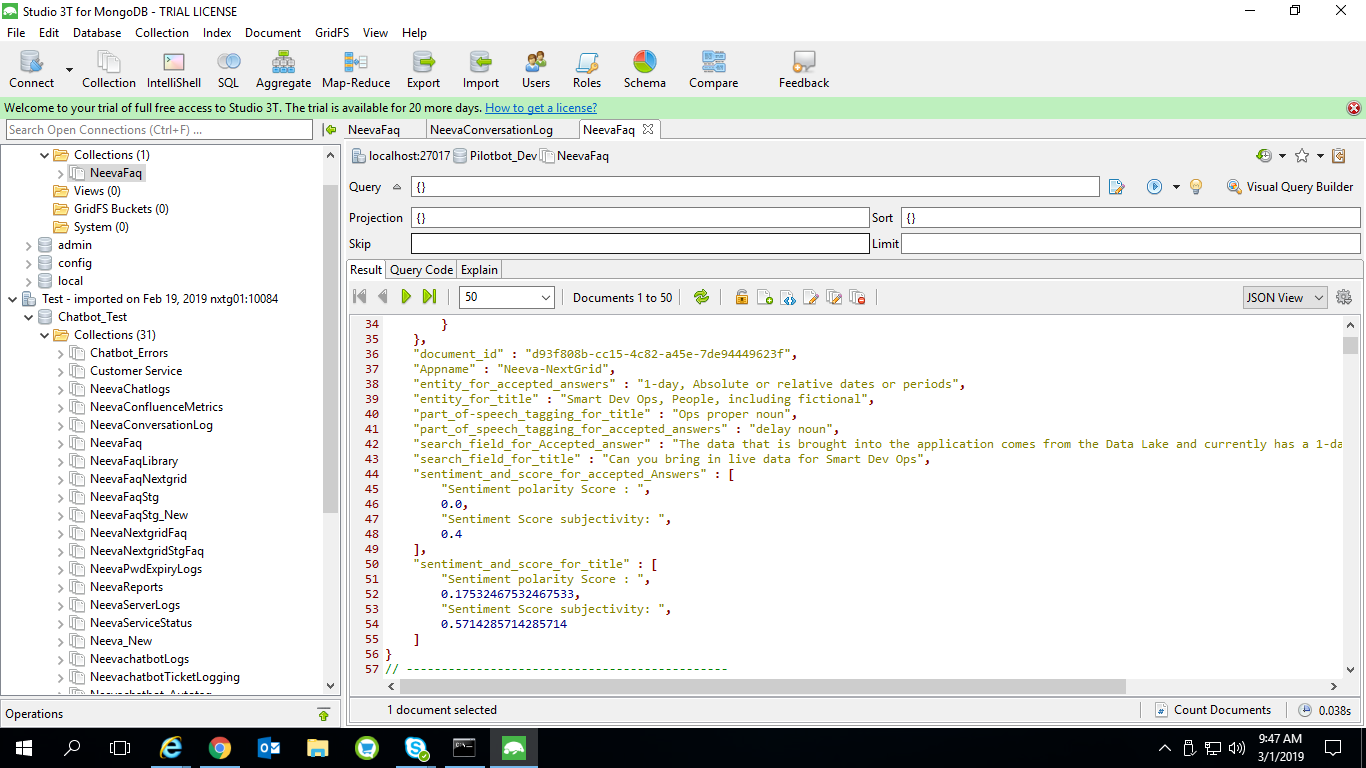 Studio 3T for MongoDB - TRIAL LICENSE
File Edit Database Collection Index Document GridFS View Help
Connect Collection IntelliShell SQL Aggregate Map-Reduce Export Import Users Roles Schema Compare Feedback
Welcome to your trial of full free access to Studio 3T. The trial is available for 20 more days. How to get a license?
Search Open Connections (Ctrl+F) ...
NeevaFaq NeevaConversationLog NeevaFaq
Collections (1)
NeevaFaq
Views (0)
GridFS Buckets (0)
System (0)
admin
config
local
Test - imported on Feb 19, 2019 nxtg01:10084
Chatbot_Test
Collections (31)
Chatbot_Errors
Customer Service
NeevaChatlogs
NeevaConfluenceMetrics
NeevaConversationLog
NeevaFaq
NeevaFaqLibrary
NeevaFaqNextgrid
NeevaFaqStg
NeevaFaqStg_New
NeevaNextgridFaq
NeevaNextgridStgFaq
NeevaPwdExpiryLogs
NeevaReports
NeevaServerLogs
NeevaServiceStatus
Neeva_New
NeevachatbotLogs
NeevachatbotTicketLogging
Operations
localhost:27017 Pilotbot_Dev NeevaFaq
Query {} Visual Query Builder
Projection {} Sort {}
Skip Limit
Result Query Code Explain
50 Documents 1 to 50 JSON View
34 }
35 },
36 "document_id" : "d93f808b-cc15-4c82-a45e-7de94449623f",
37 "Appname" : "Neeva-NextGrid",
38 "entity_for_accepted_answers" : "1-day, Absolute or relative dates or periods",
39 "entity_for_title" : "Smart Dev Ops, People, including fictional",
40 "part_of-speech_tagging_for_title" : "Ops proper noun",
41 "part_of_speech_tagging_for_accepted_answers" : "delay noun",
42 "search_field_for_Accepted_answer" : "The data that is brought into the application comes from the Data Lake and currently has a 1-da
43 "search_field_for_title" : "Can you bring in live data for Smart Dev Ops",
44 "sentiment_and_score_for_accepted_Answers" : [
45 "Sentiment polarity Score : ",
46 0.0,
47 "Sentiment Score subjectivity: ",
48 0.4
49 ],
50 "sentiment_and_score_for_title" : [
51 "Sentiment polarity Score : ",
52 0.17532467532467533,
53 "Sentiment Score subjectivity: ",
54 0.5714285714285714
55 ]
56 }
57 // ----------------------------------------------
1 document selected Count Documents 0.038s
9:47 AM
3/1/2019